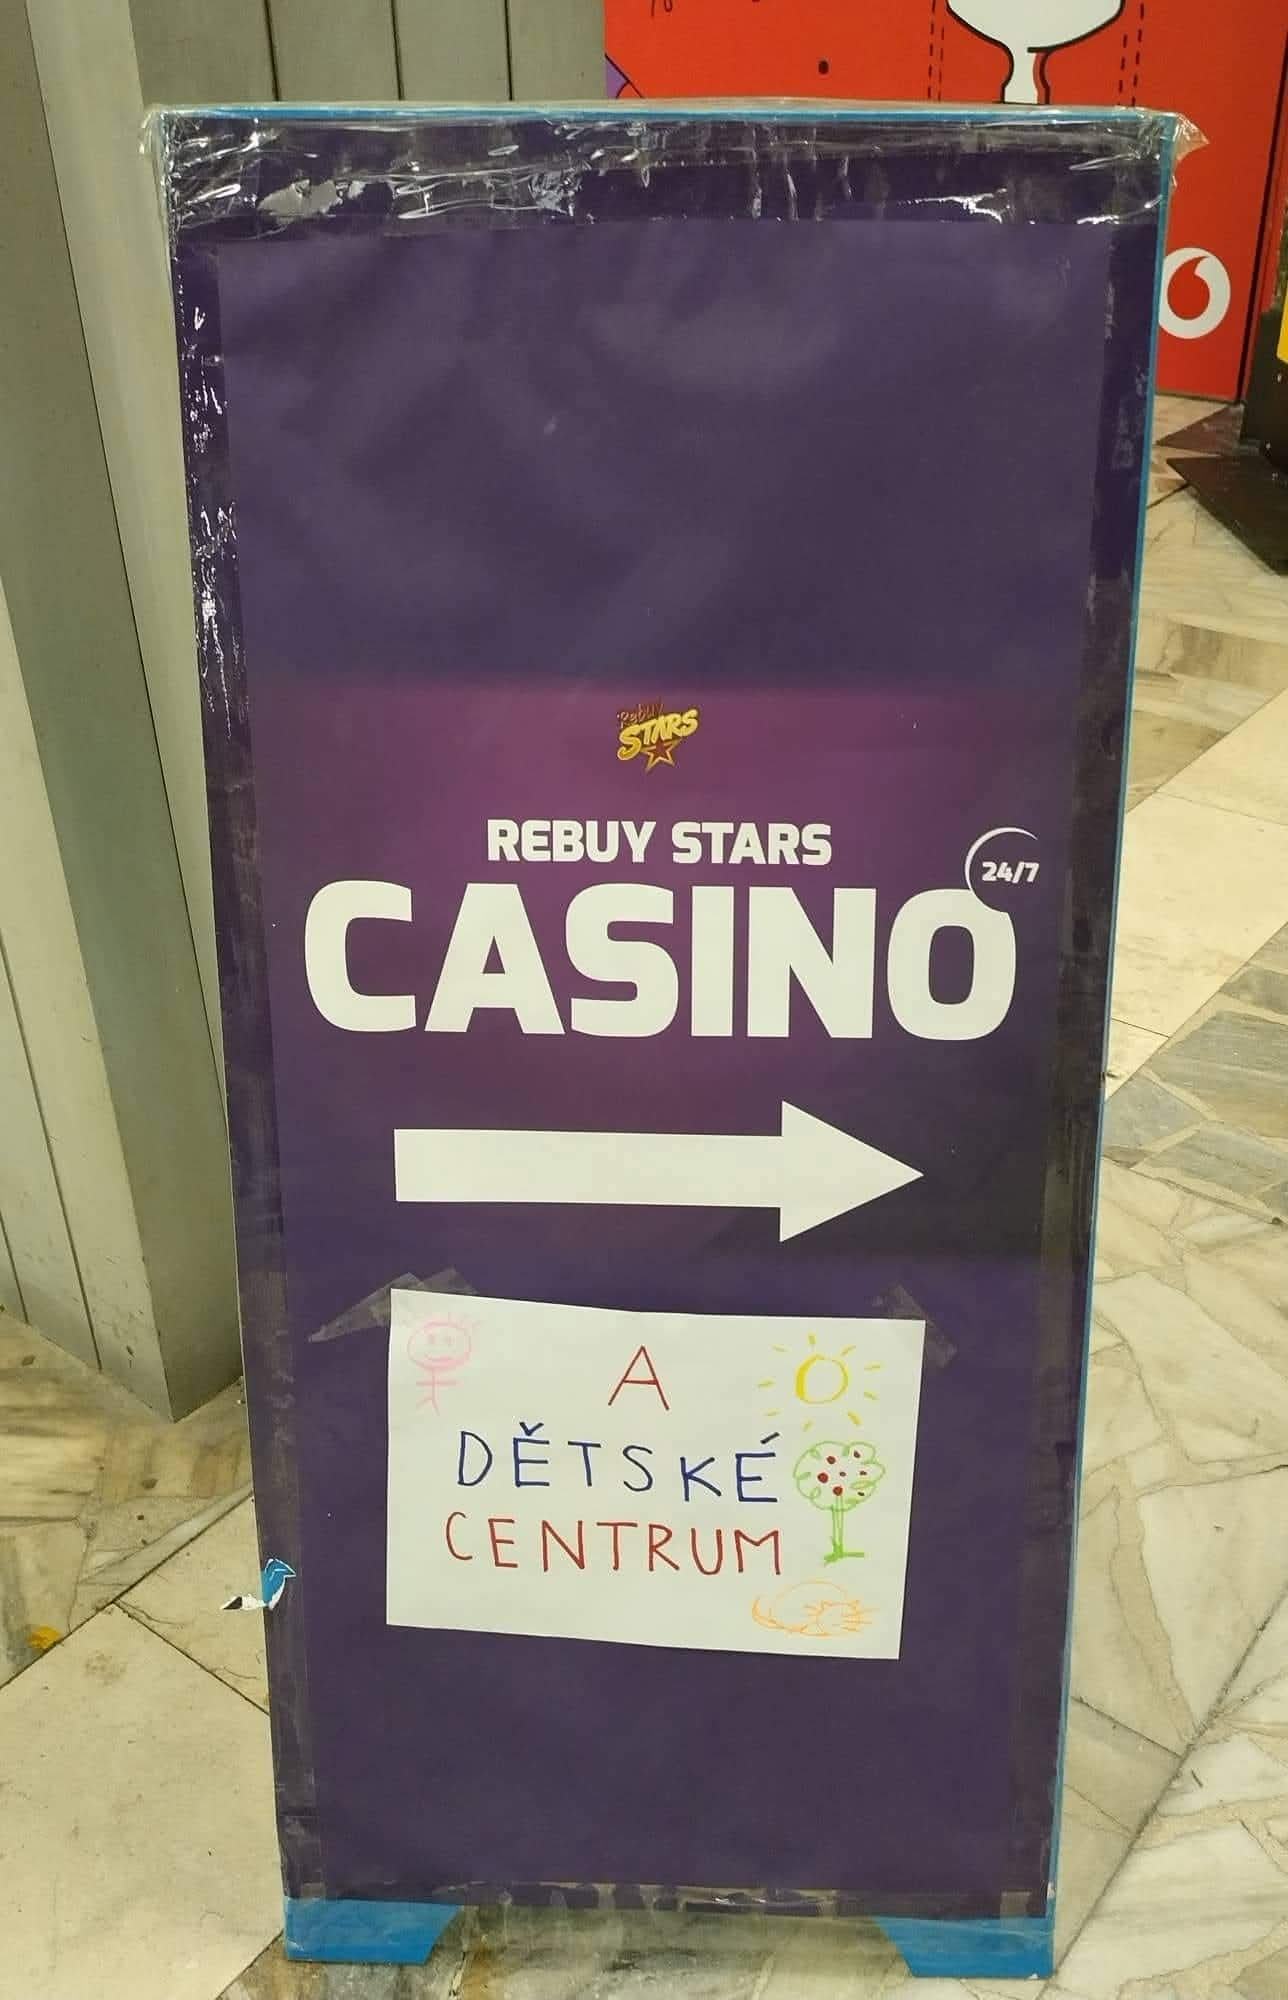 Rebuy
STARS
REBUY STARS
24/7
CASINO
A
DĚTSKÉ
CENTRUM